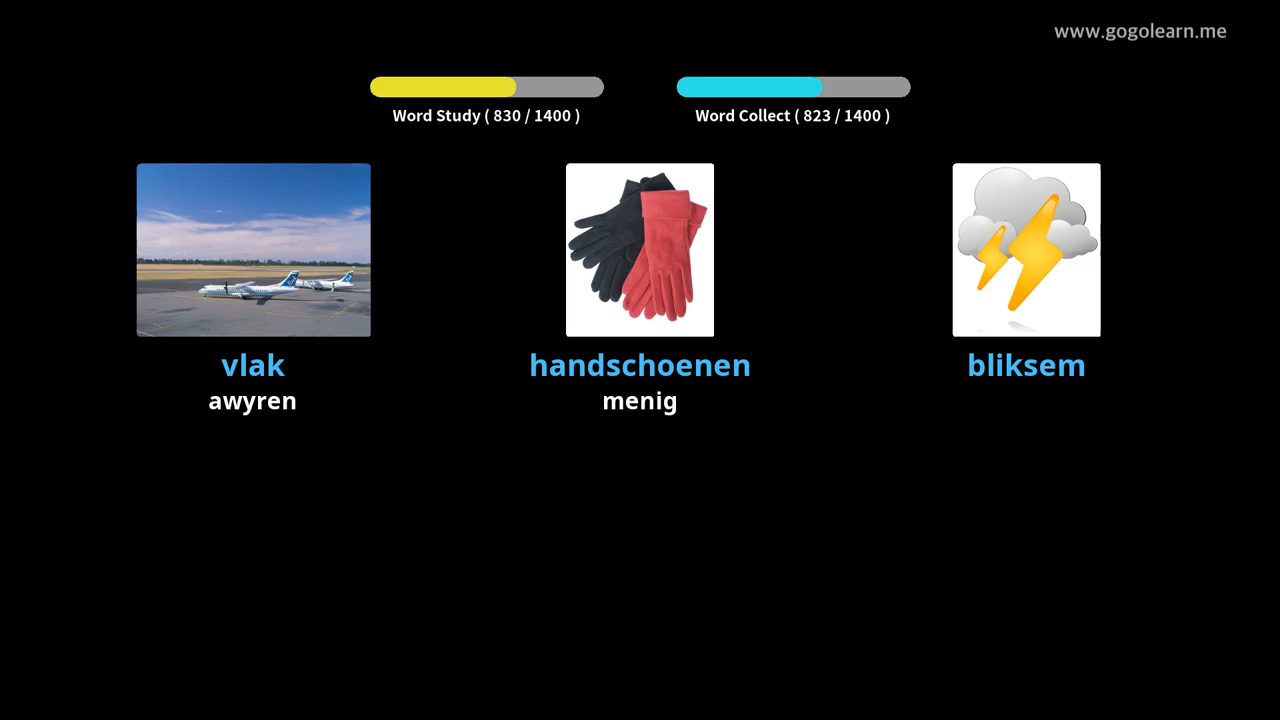 www.gogolearn.me
Word Study ( 830 / 1400 )
Word Collect ( 823 / 1400 )
vlak
handschoenen
bliksem
awyren
menig